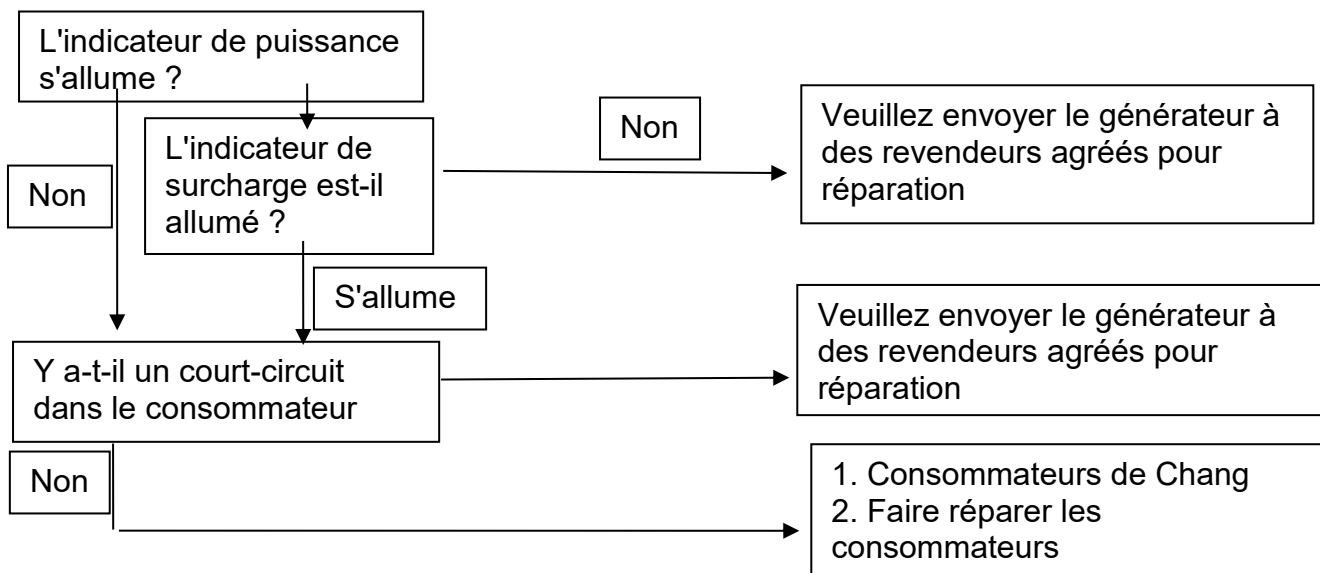 L'indicateur de puissance
s'allume ?
Non
L'indicateur de
surcharge est-il
allumé ?
Non
Veuillez envoyer le générateur à
des revendeurs agréés pour
réparation
S'allume
Y a-t-il un court-circuit
dans le consommateur
Veuillez envoyer le générateur à
des revendeurs agréés pour
réparation
Non
1. Consommateurs de Chang
2. Faire réparer les
consommateurs